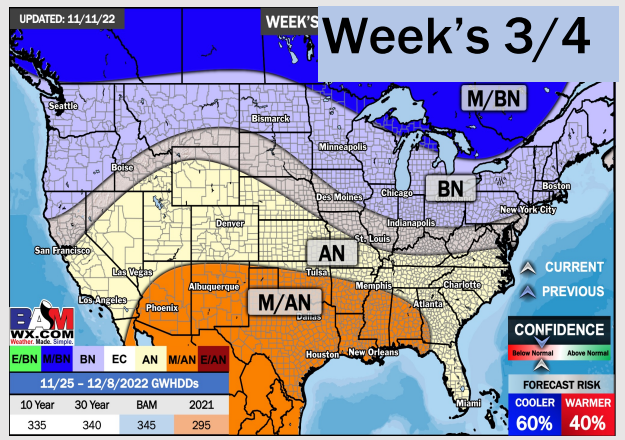 UPDATED: 11/11/22
WEEK'S
Week's 3/4
M/BN
Seattle
Bismarck
Minneapolis
Boise
BN
Chicago
Boston
Des Moines
New York City
Indianapolis
San Francisco
Denver
St. Louis
AN
CURRENT
Las Vegas
Tulsa
Albuquerque
Memphis
Charlotte
PREVIOUS
Los Angeles
M/AN
Phoenix
Atlanta
Dallas
BAM
WX.COM
Weather. Made. Simple.
CONFIDENCE
Below Normal Above Normal
Houston New Orleans
E/BN M/BN BN EC AN M/AN E/AN
11/25 – 12/8/2022 GWHDDs
FORECAST RISK
10 Year 30 Year BAM 2021
Miami
COOLER WARMER
335 340 345 295
60% 40%